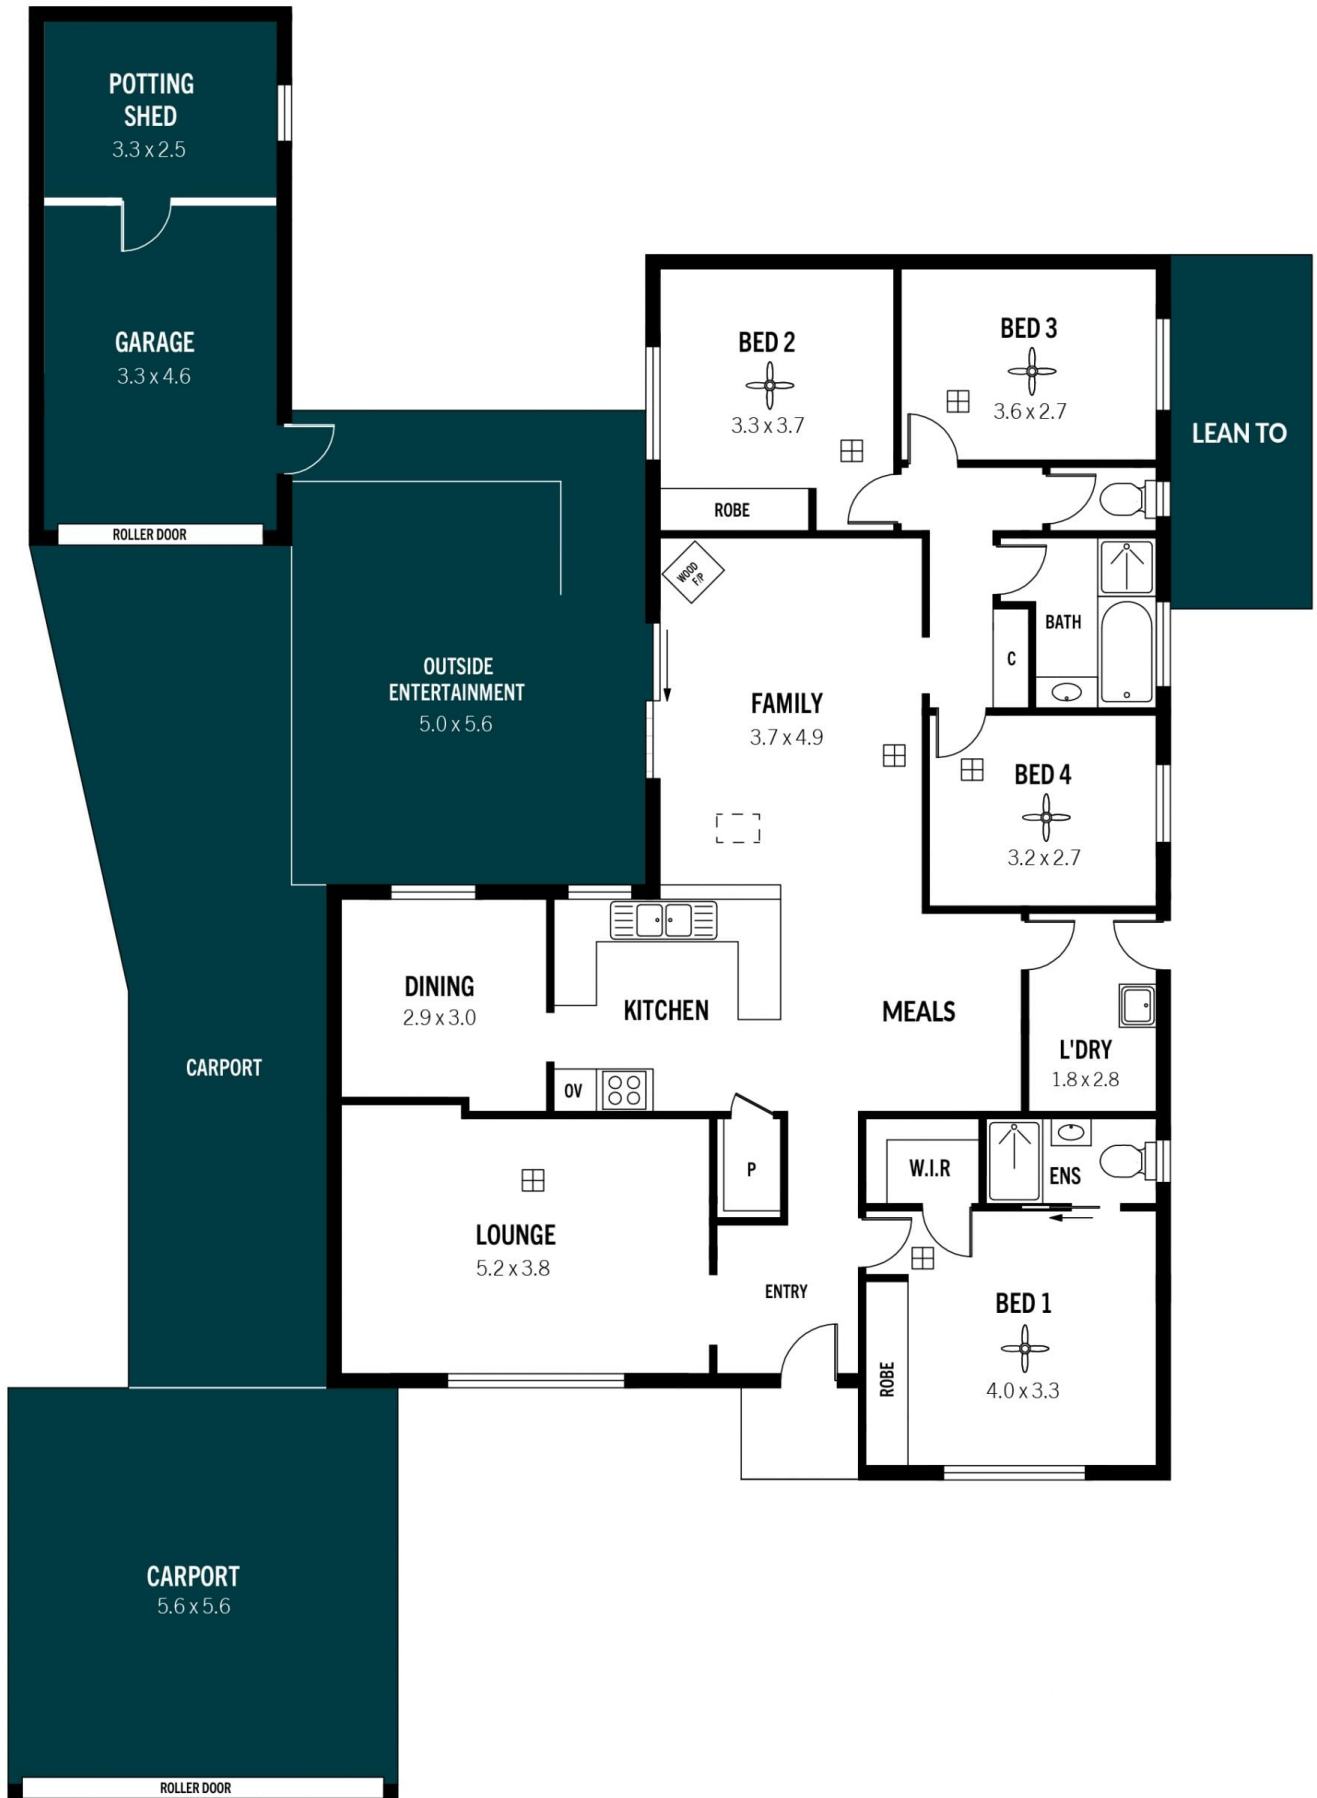 POTTING
SHED
3.3 x 2.5
GARAGE
3.3 x 4.6
ROLLER DOOR
BED 2
3.3 x 3.7
ROBE
BED 3
3.6 x 2.7
LEAN TO
WOOD
F/P
OUTSIDE
ENTERTAINMENT
5.0 x 5.6
FAMILY
3.7 x 4.9
BATH
C
BED 4
3.2 x 2.7
DINING
2.9 x 3.0
KITCHEN
MEALS
OV
L'DRY
1.8 x 2.8
CARPORT
P
W.I.R
ENS
LOUNGE
5.2 x 3.8
ENTRY
BED 1
4.0 x 3.3
ROBE
CARPORT
5.6 x 5.6
ROLLER DOOR